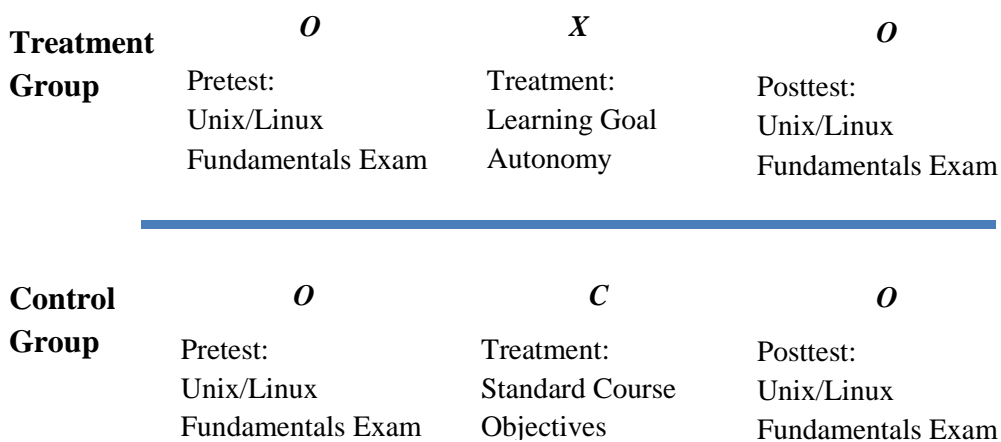 Treatment
Group
O
Pretest:
Unix/Linux
Fundamentals Exam
X
Treatment:
Learning Goal
Autonomy
O
Posttest:
Unix/Linux
Fundamentals Exam
Control
Group
O
Pretest:
Unix/Linux
Fundamentals Exam
C
Treatment:
Standard Course
Objectives
O
Posttest:
Unix/Linux
Fundamentals Exam